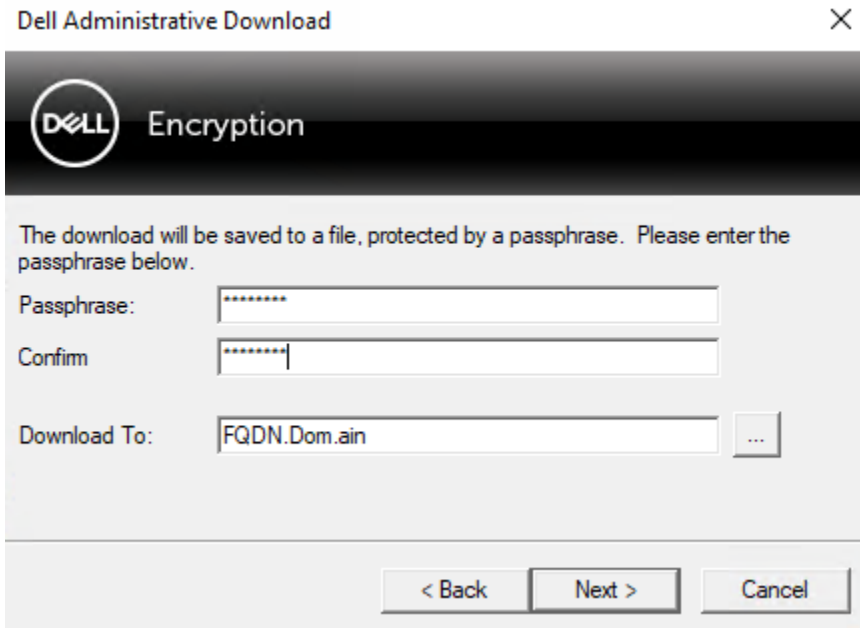 Dell Administrative Download
DELL Encryption
The download will be saved to a file, protected by a passphrase. Please enter the
passphrase below.
Passphrase: ********
Confirm ********
Download To: FQDN.Dom.ain ...
< Back Next > Cancel